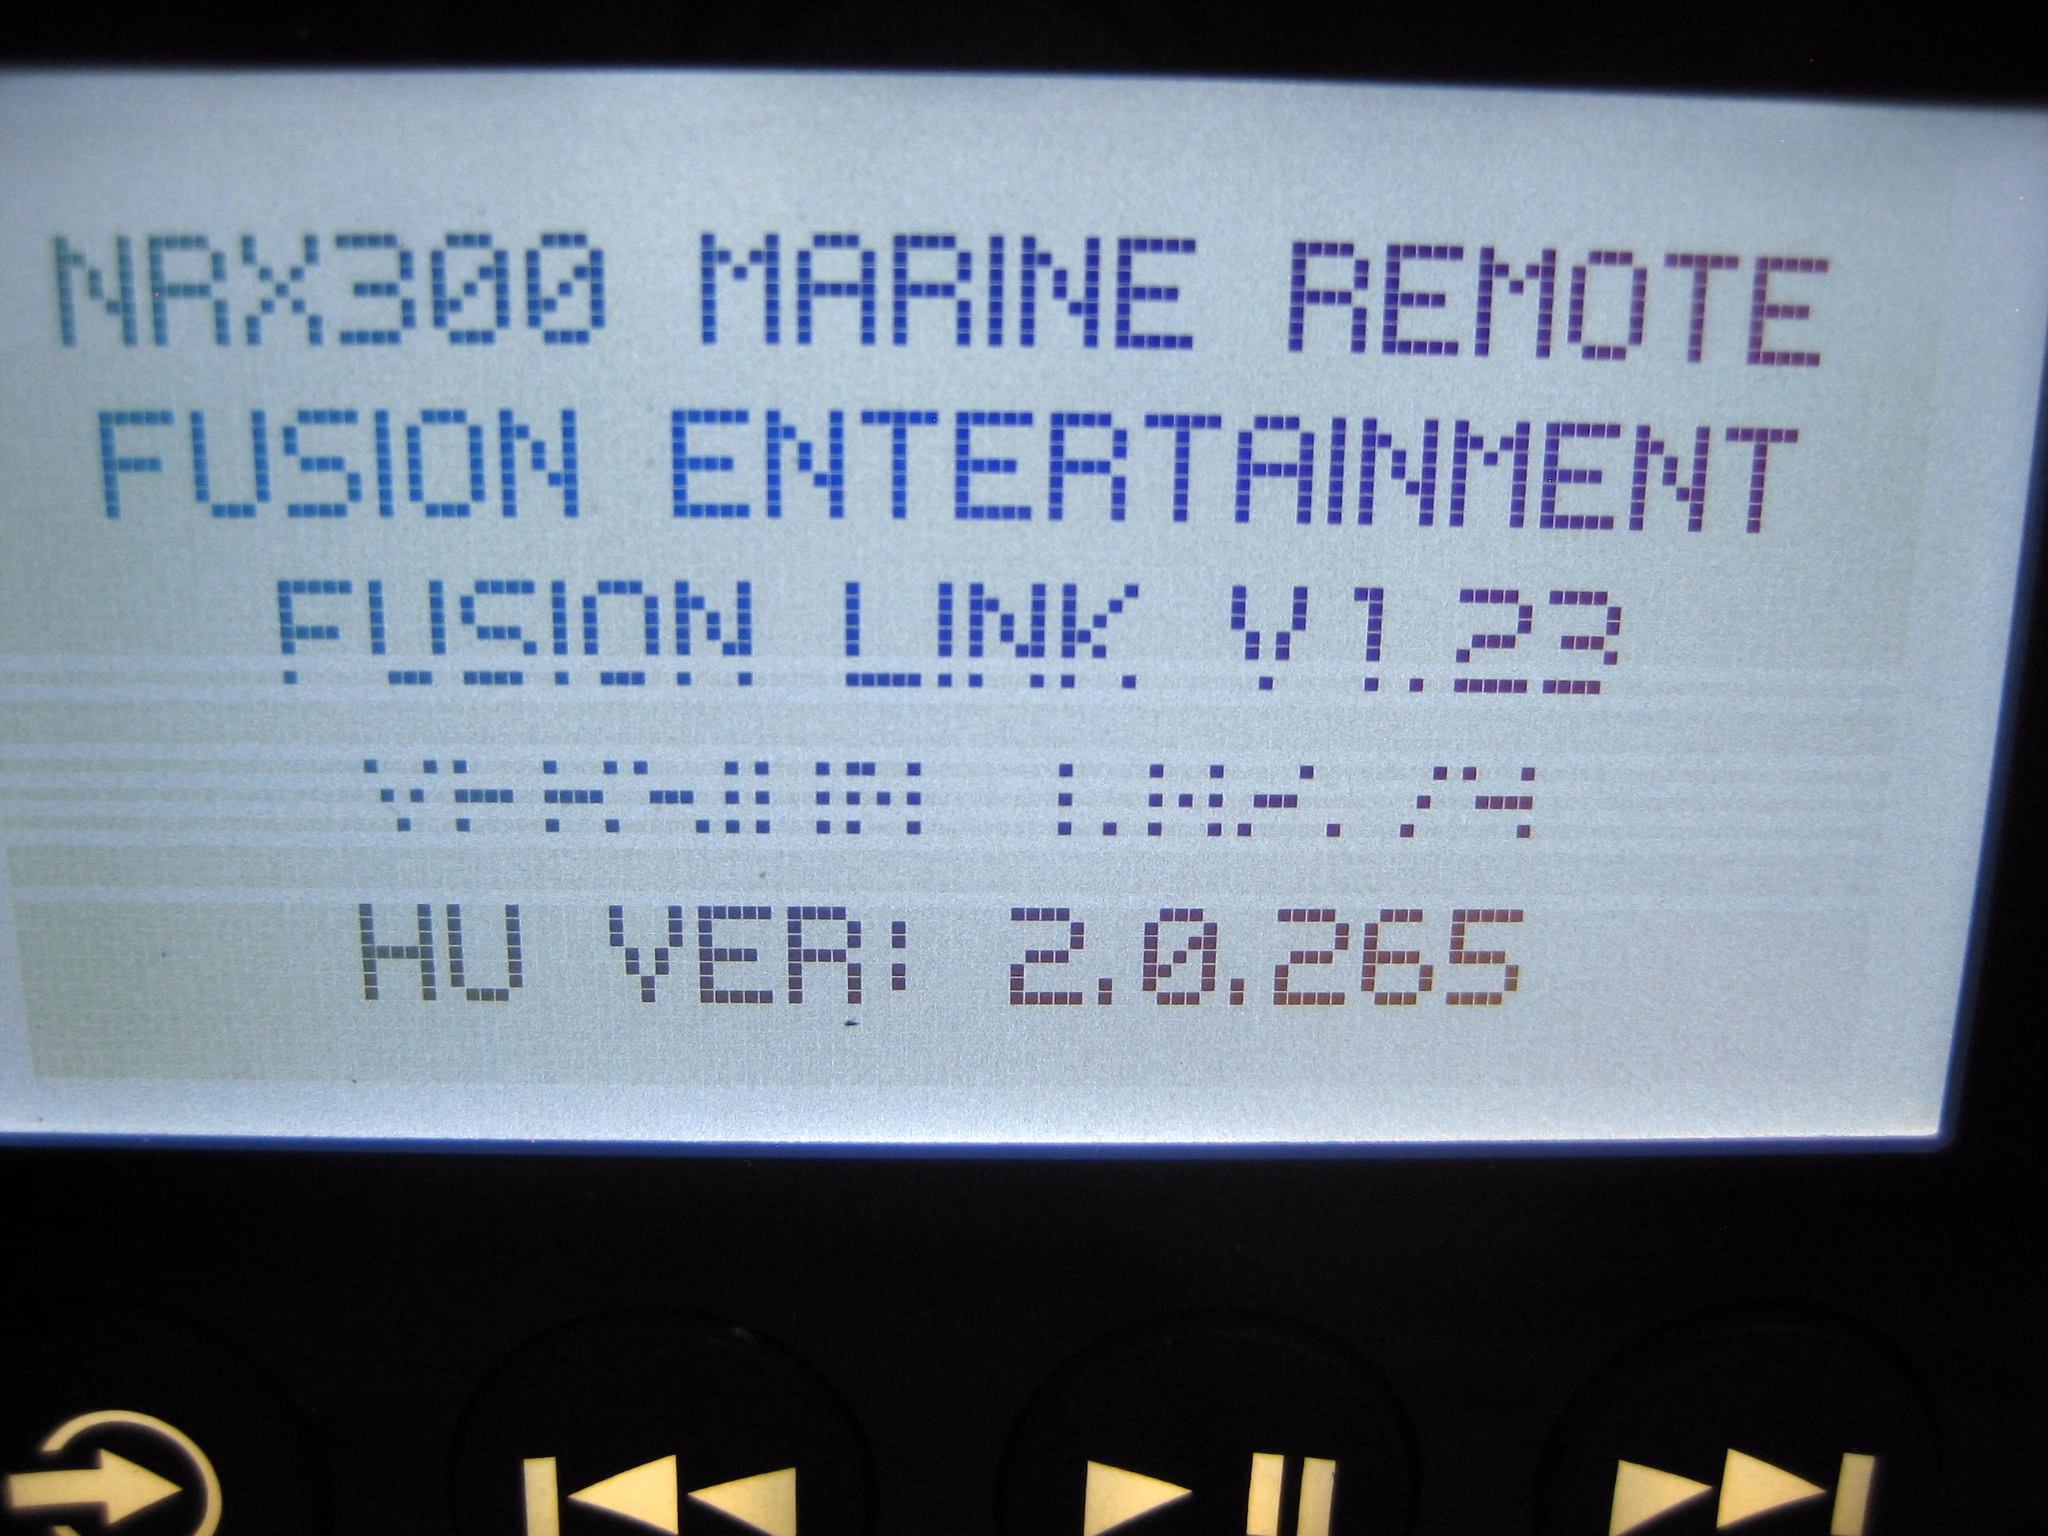 NRX300 MARINE REMOTE
FUSION ENTERTAINMENT
FUSION LINK V1.23
HU VER: 2.0.265